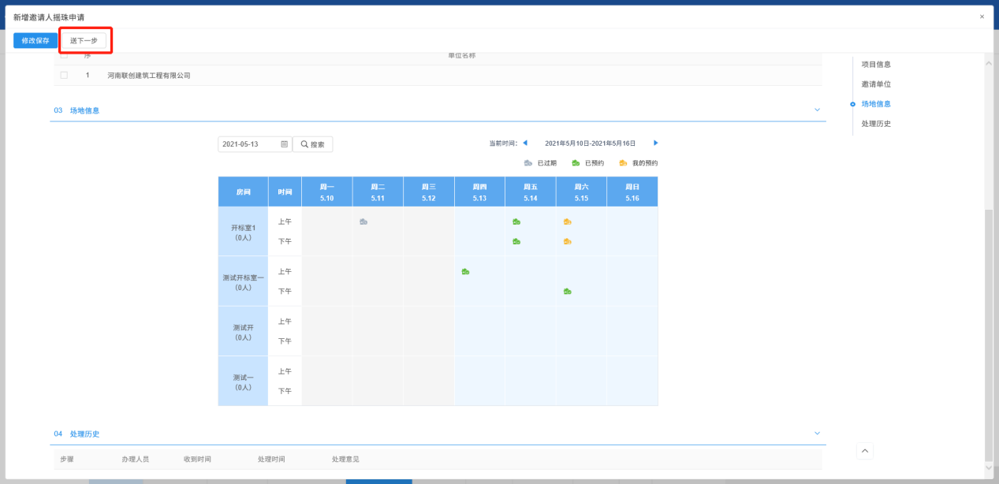 新增邀请人摇珠申请 ×
修改保存 送下一步
序 单位名称
1 河南联创建筑工程有限公司
项目信息
邀请单位
场地信息
处理历史
03 场地信息
2021-05-13 搜索 当前时间: 2021年5月10日-2021年5月16日
已过期 已预约 我的预约
房间 时间 周一 周二 周三 周四 周五 周六 周日
5.10 5.11 5.12 5.13 5.14 5.15 5.16
开标室1
(0人)
上午
下午
测试开标室一
(0人)
上午
下午
测试开
(0人)
上午
下午
测试一
(0人)
上午
下午
04 处理历史
步骤 办理人员 收到时间 处理时间 处理意见